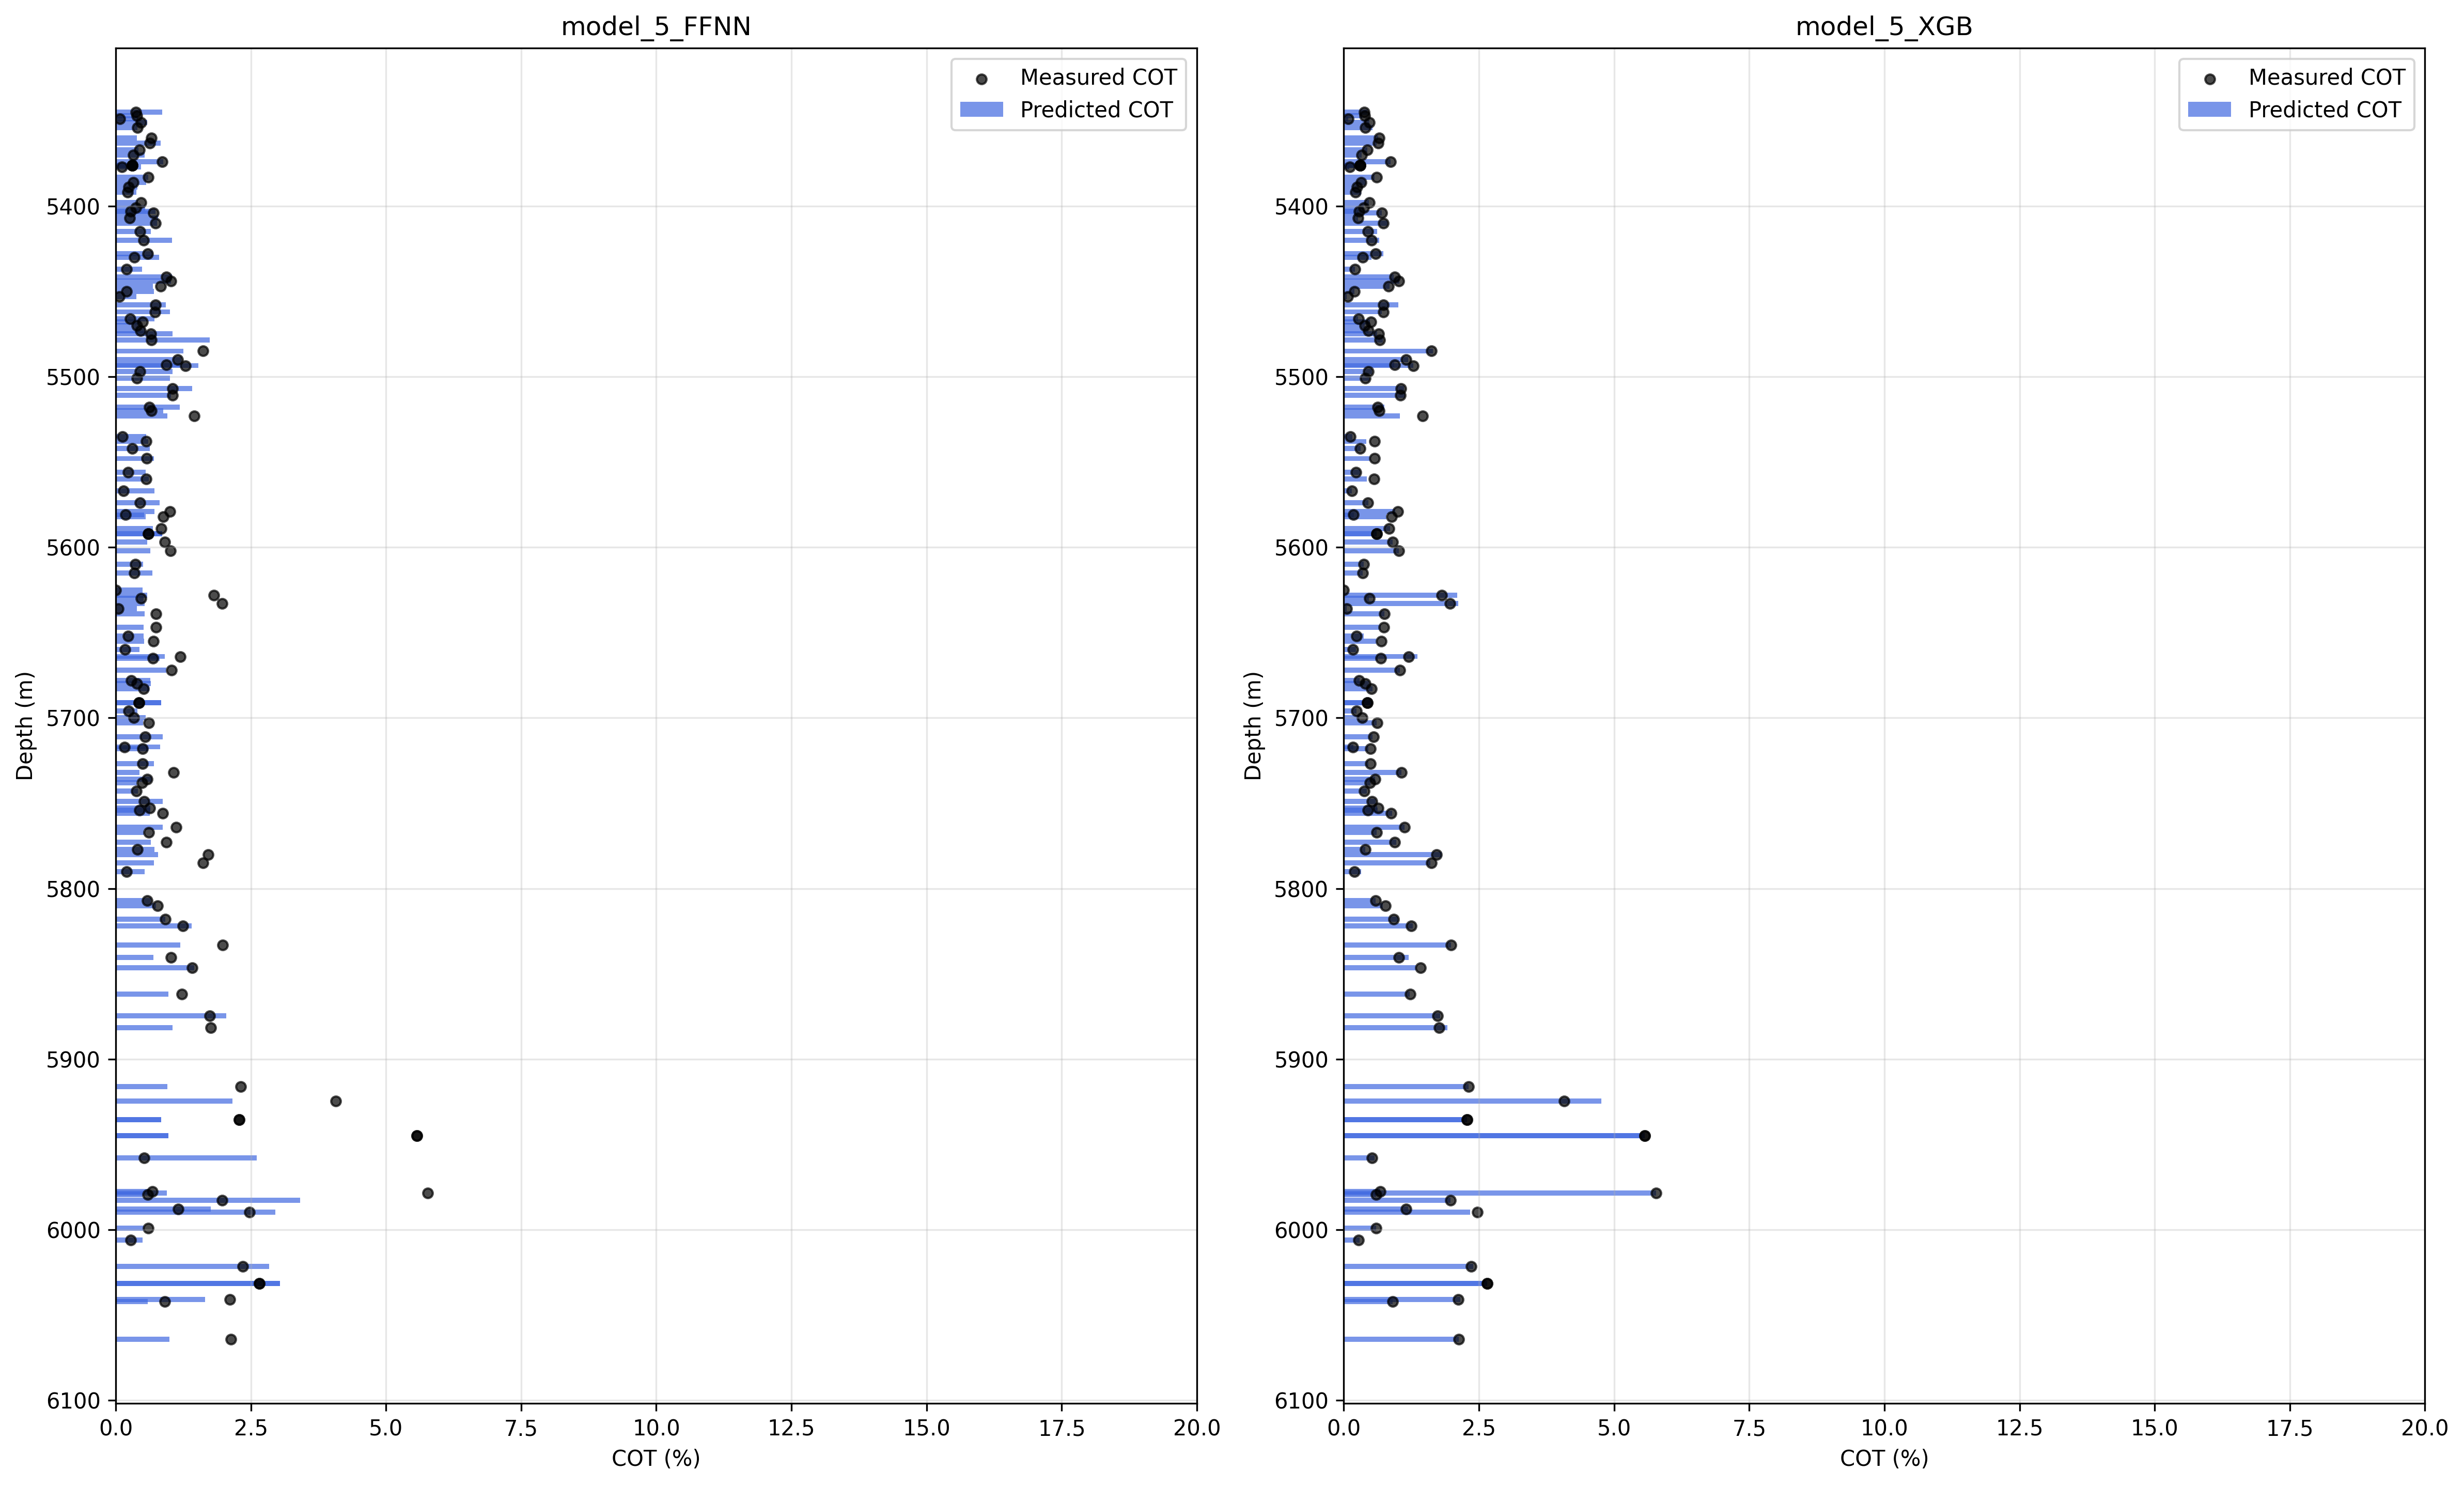 model_5_FFNN
Measured COT
Predicted COT
Depth (m)
5400
5500
5600
5700
5800
5900
6000
6100
0.0 2.5 5.0 7.5 10.0 12.5 15.0 17.5 20.0
COT (%)
model_5_XGB
Measured COT
Predicted COT
Depth (m)
5400
5500
5600
5700
5800
5900
6000
6100
0.0 2.5 5.0 7.5 10.0 12.5 15.0 17.5 20.0
COT (%)